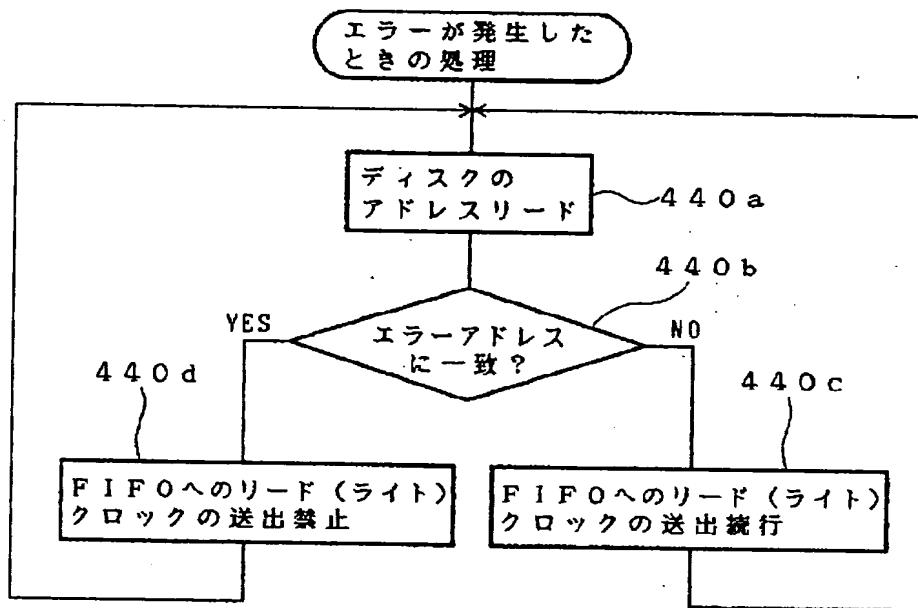 エラーが発生した
ときの処理
ディスクの
アドレスリード
440a
440b
YES
エラーアドレス
に一致?
NO
440d
440c
FIFOへのリード(ライト)
クロックの送出禁止
FIFOへのリード(ライト)
クロックの送出続行